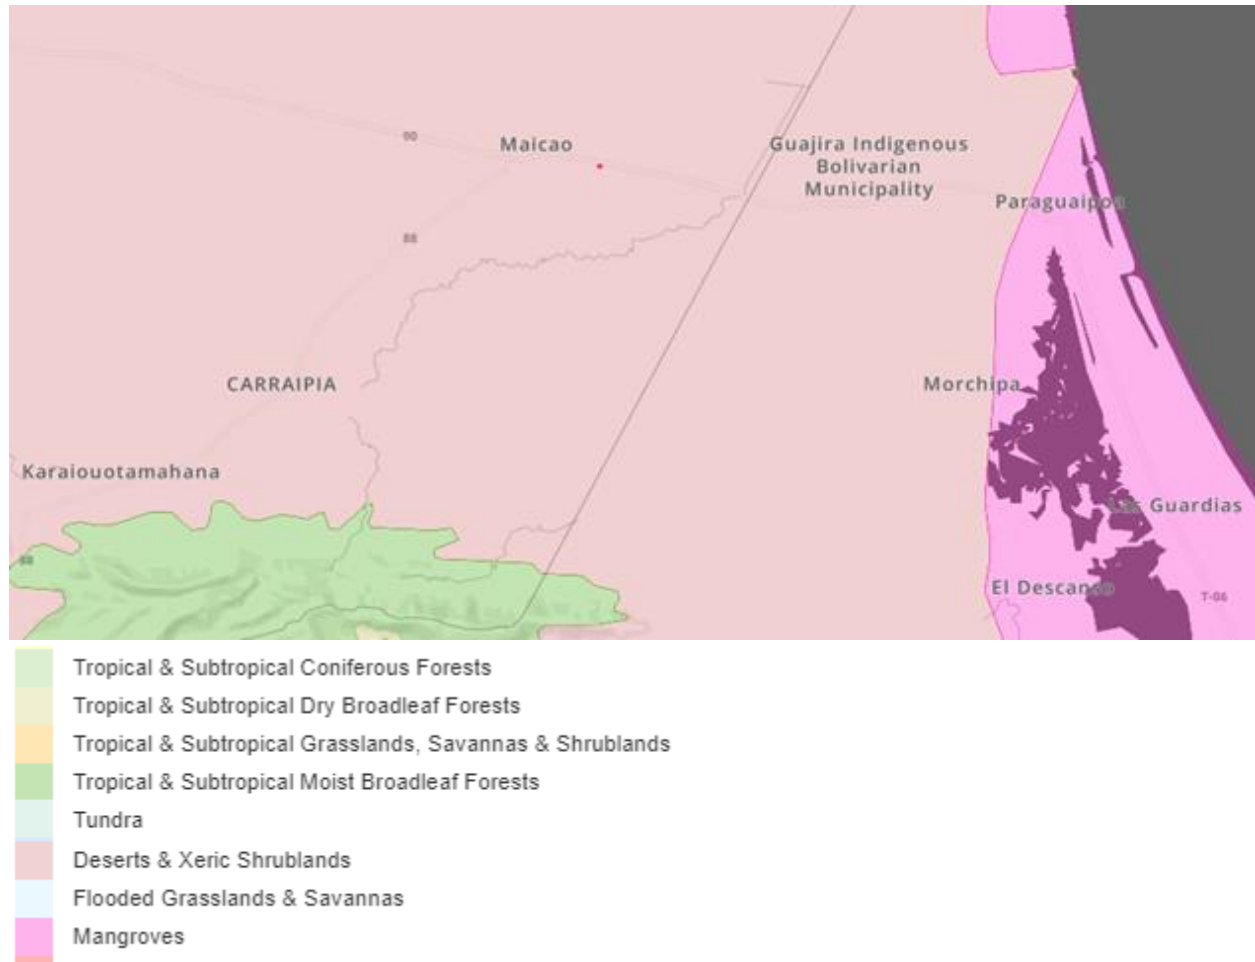 90
Maicao
Guajira Indigenous
Bolivarian
Municipality
Paraguaipoa
88
CARRAIPIA
Morchipa
Karaiouotamahana
Las Guardias
88
El Descanso
T-06
Tropical & Subtropical Coniferous Forests
Tropical & Subtropical Dry Broadleaf Forests
Tropical & Subtropical Grasslands, Savannas & Shrublands
Tropical & Subtropical Moist Broadleaf Forests
Tundra
Deserts & Xeric Shrublands
Flooded Grasslands & Savannas
Mangroves